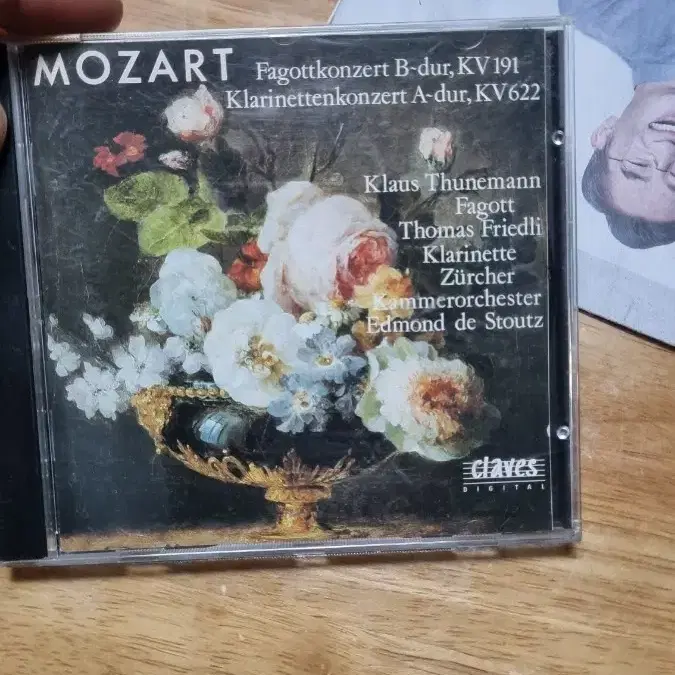 MOZART
Fagottkonzert B-dur, KV 191
Klarinettenkonzert A-dur, KV 622
Klaus Thunemann
Fagott
Thomas Friedli
Klarinette
Zürcher
Kammerorchester
Edmond de Stoutz
claves
DIGITAL